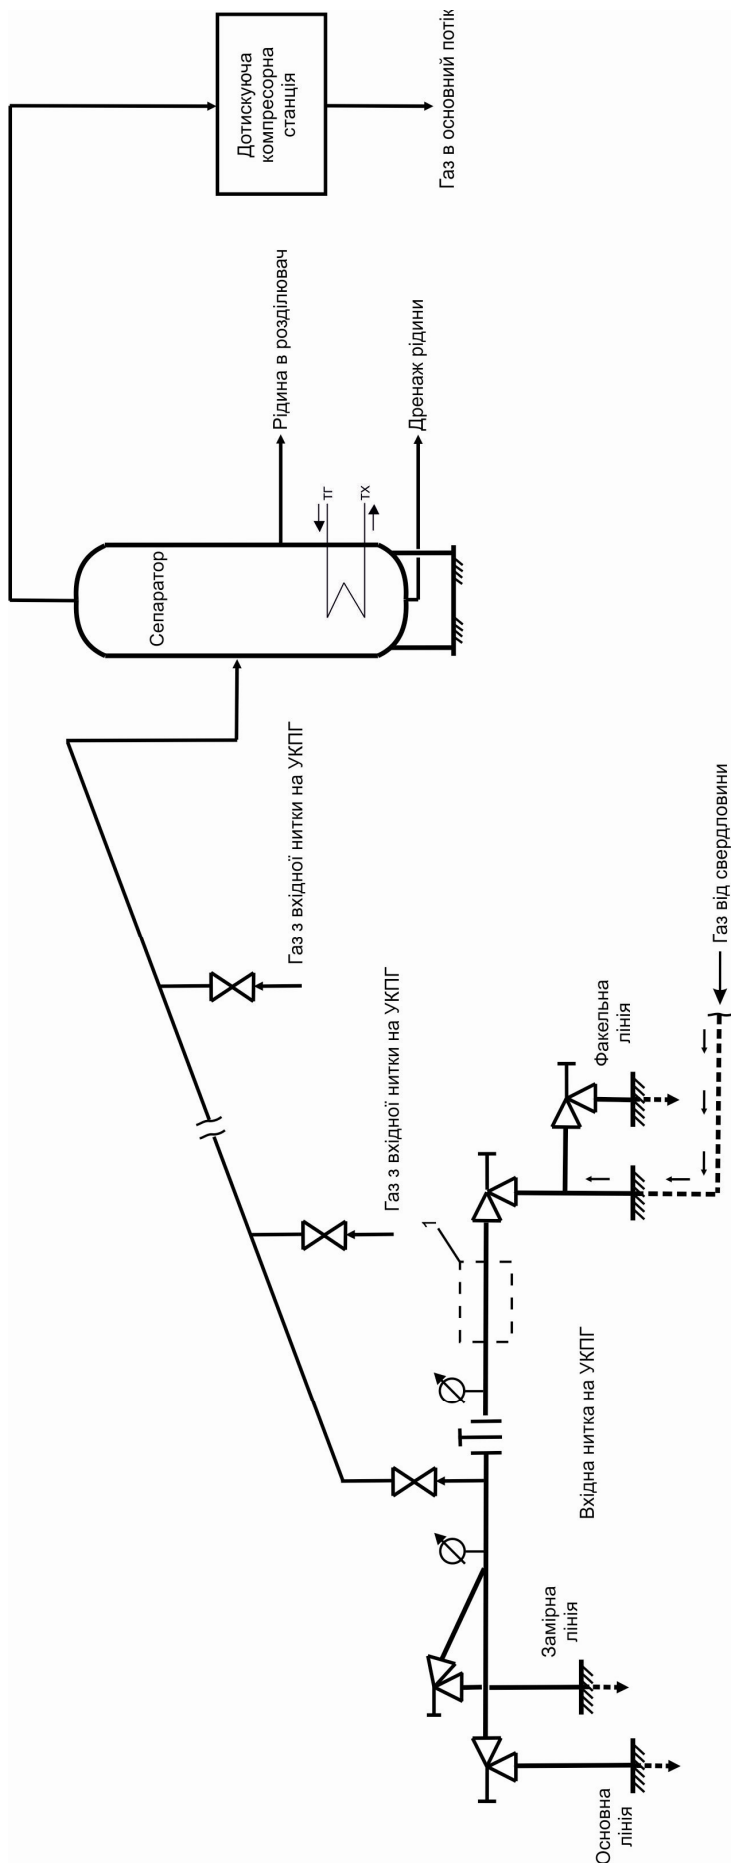 Дотискуюча
компресорна
станція
Газ в основний потік
Рідина в розділювач
Дренаж рідини
Сепаратор
тг
тх
Газ з вхідної нитки на УКПГ
Газ з вхідної нитки на УКПГ
Газ від свердловини
Факельна
лінія
1
Вхідна нитка на УКПГ
Замірна
лінія
Основна
лінія